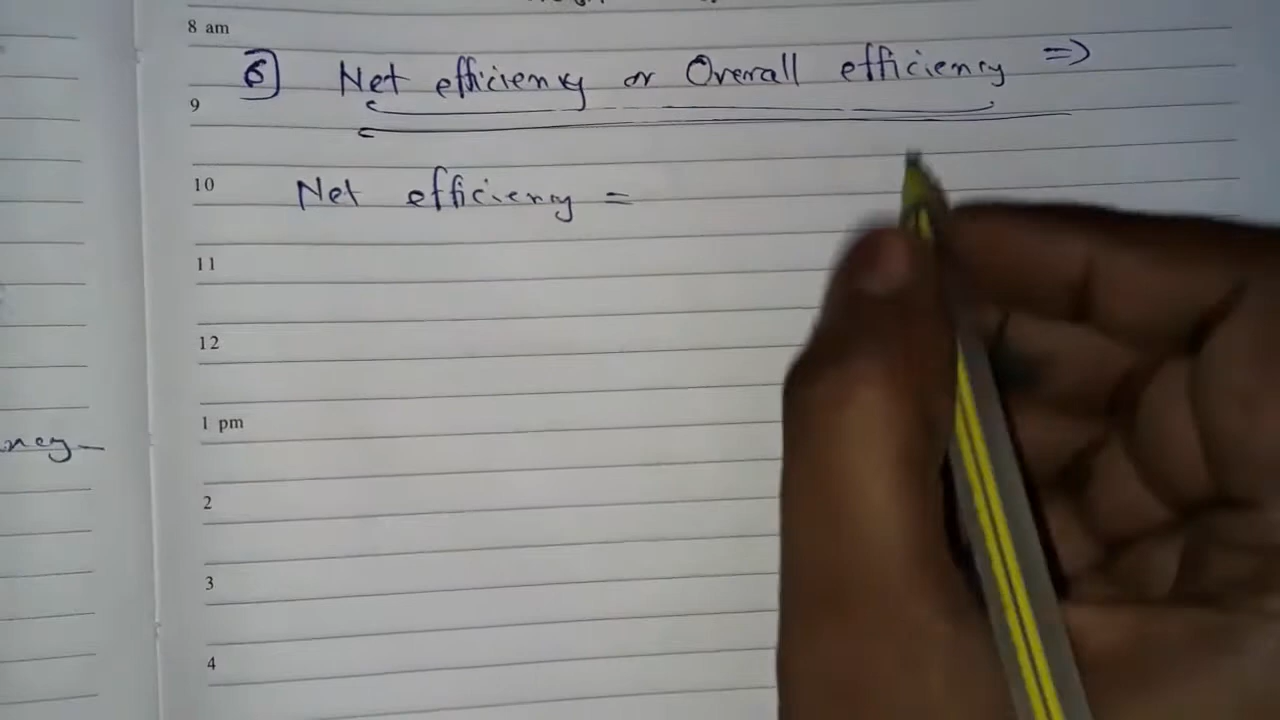 8 am
6 Net efficiency or Overall efficiency =>
9
10 Net efficiency =
11
12
1 pm
ncy
2
3
4